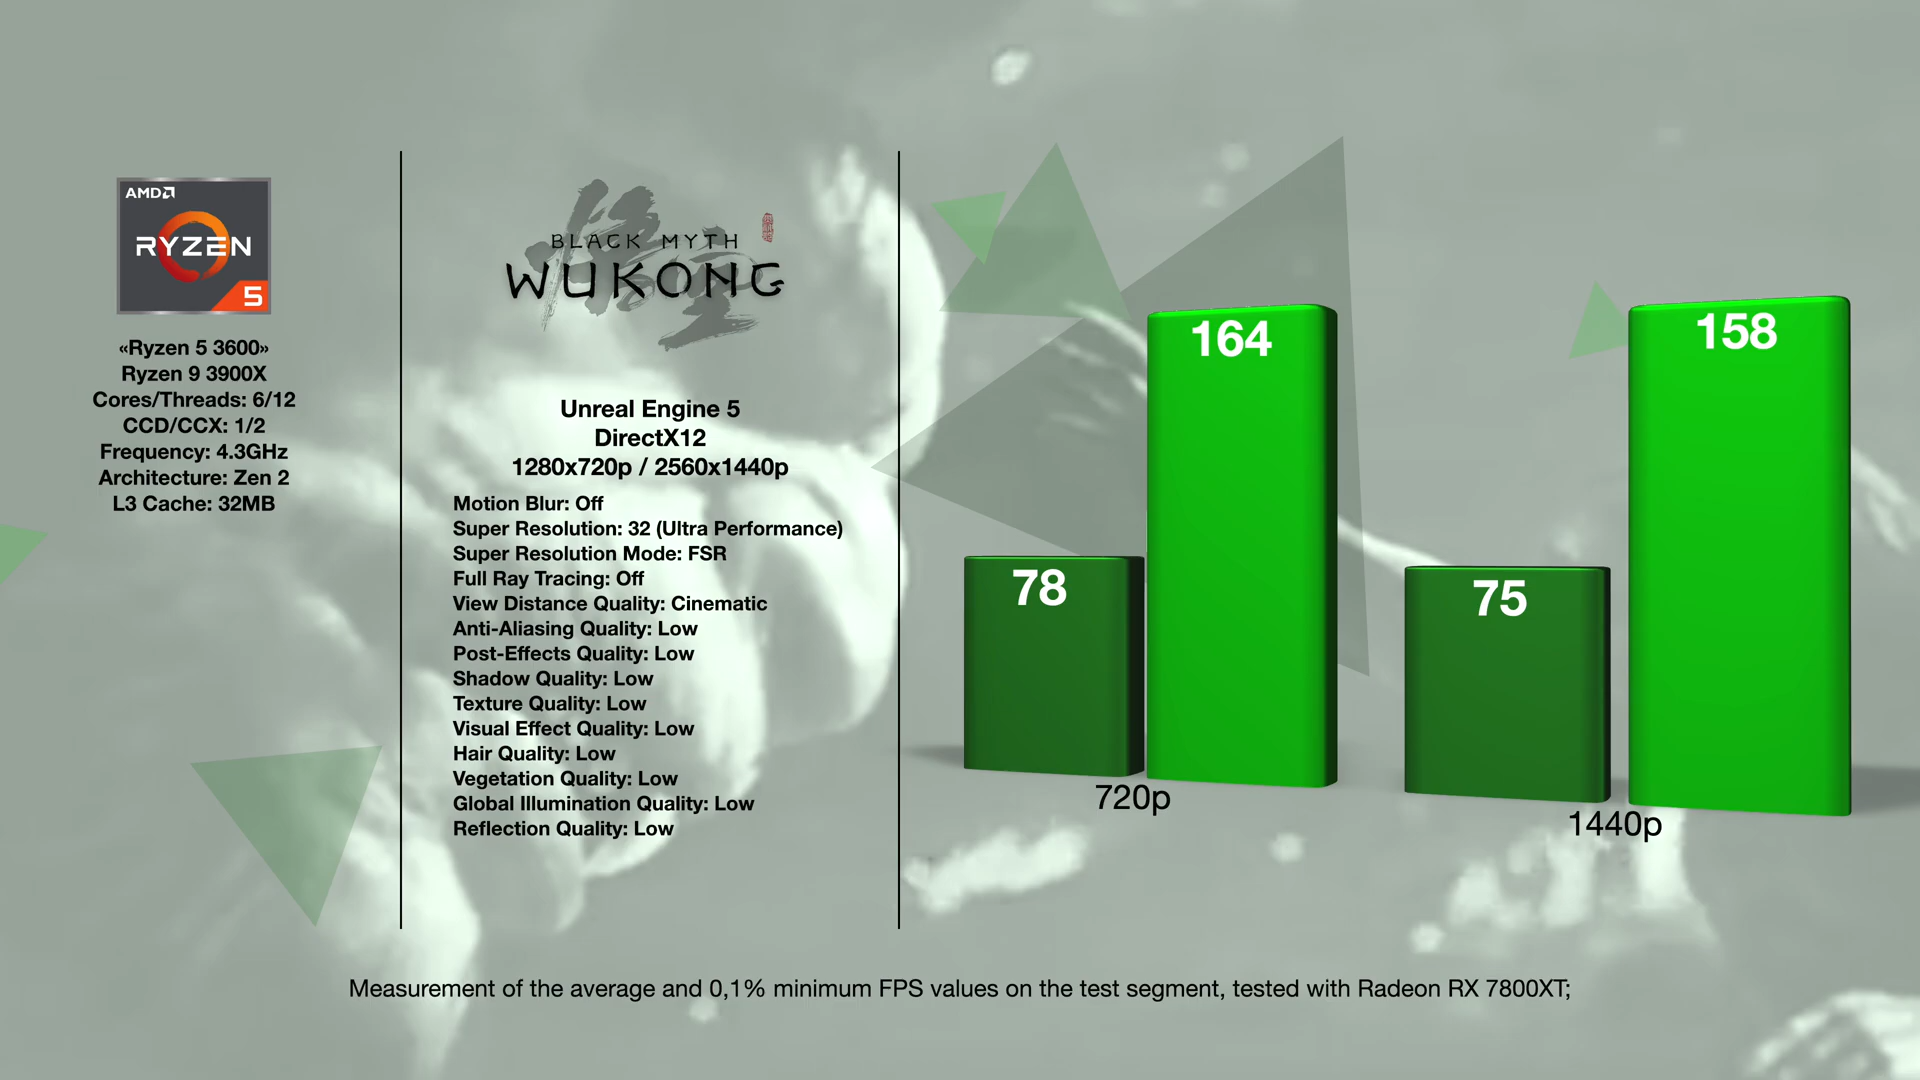 AMD
RYZEN
5
«Ryzen 5 3600»
Ryzen 9 3900X
Cores/Threads: 6/12
CCD/CCX: 1/2
Frequency: 4.3GHz
Architecture: Zen 2
L3 Cache: 32MB
BLACK MYTH
WUKONG
悟空
Unreal Engine 5
DirectX12
1280x720p / 2560x1440p
Motion Blur: Off
Super Resolution: 32 (Ultra Performance)
Super Resolution Mode: FSR
Full Ray Tracing: Off
View Distance Quality: Cinematic
Anti-Aliasing Quality: Low
Post-Effects Quality: Low
Shadow Quality: Low
Texture Quality: Low
Visual Effect Quality: Low
Hair Quality: Low
Vegetation Quality: Low
Global Illumination Quality: Low
Reflection Quality: Low
78
164
720p
75
158
1440p
Measurement of the average and 0,1% minimum FPS values on the test segment, tested with Radeon RX 7800XT;